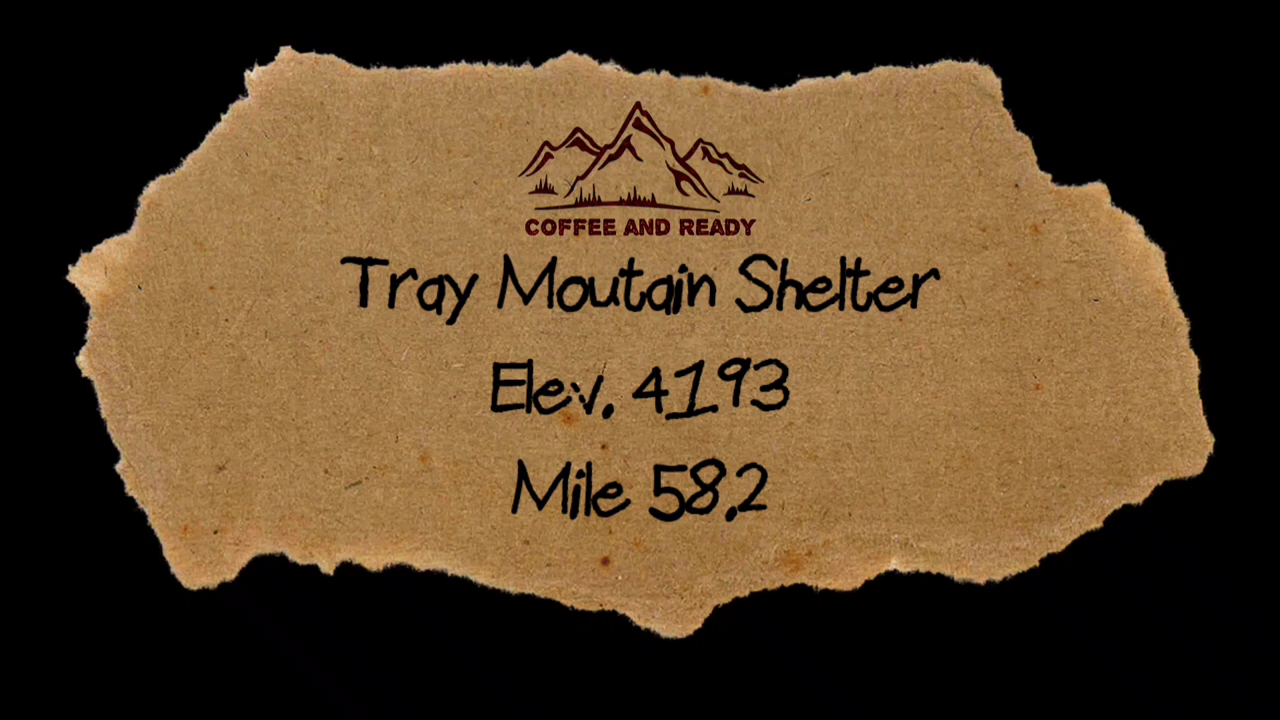 COFFEE AND READY
Tray Moutain Shelter
Elev. 4193
Mile 58.2